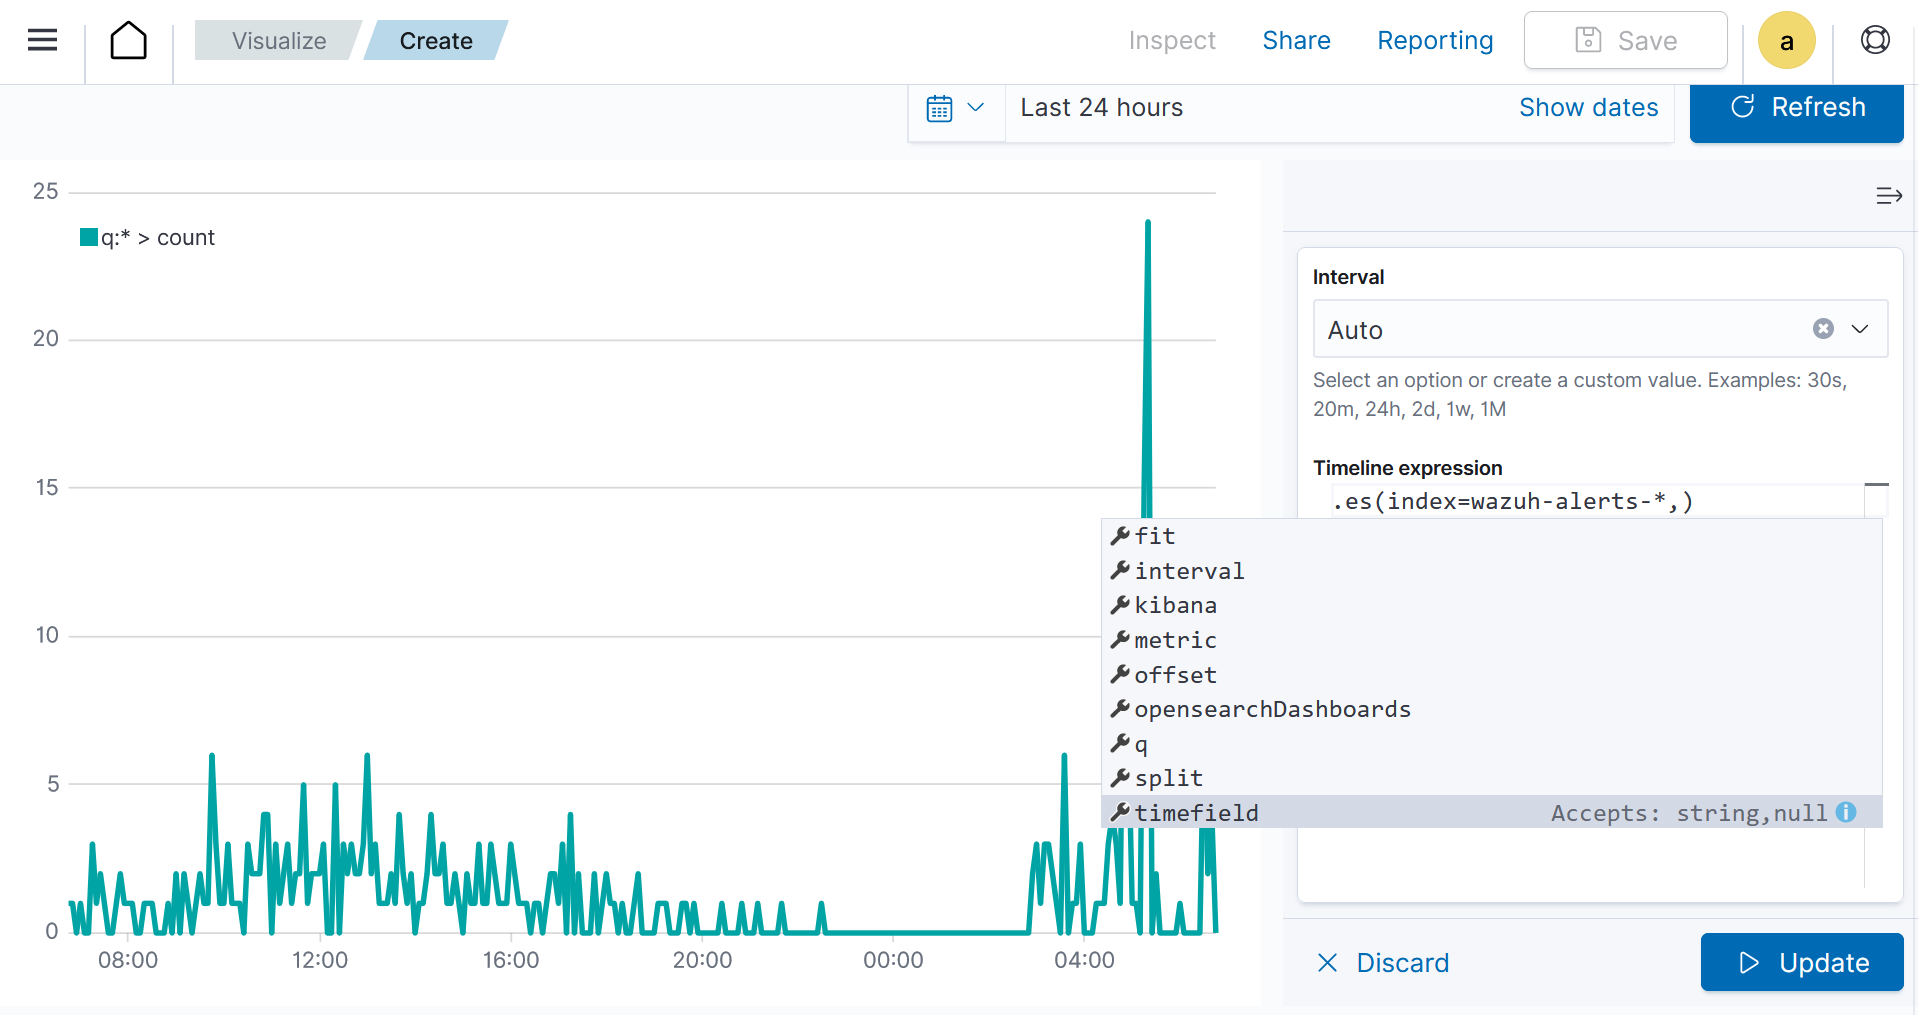 Visualize
Create
Inspect
Share
Reporting
Save
a
Last 24 hours
Show dates
Refresh
25
q:* > count
20
15
10
5
0
08:00
12:00
16:00
20:00
00:00
04:00
Interval
Auto
Select an option or create a custom value. Examples: 30s,
20m, 24h, 2d, 1w, 1M
Timeline expression
.es(index=wazuh-alerts-*,)
fit
interval
kibana
metric
offset
opensearchDashboards
q
split
timefield Accepts: string,null
Discard
Update